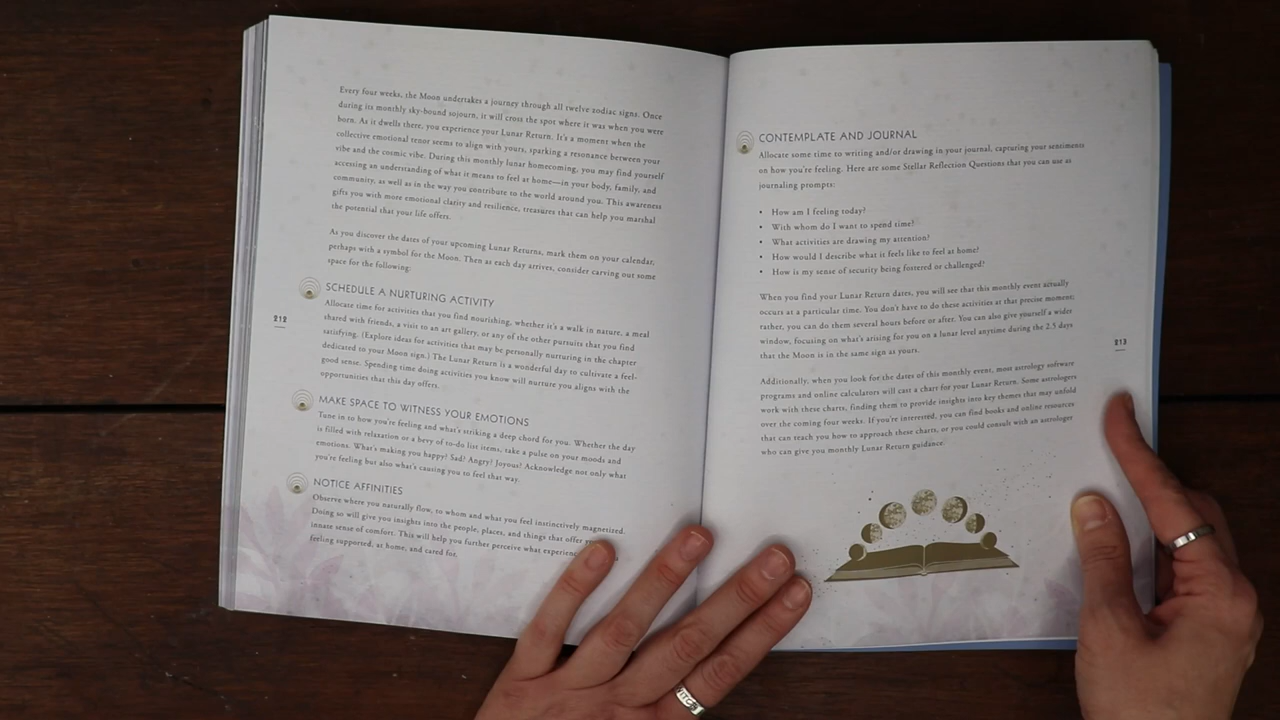 Every four weeks, the Moon undertakes a journey through all twelve zodiac signs. Once
during its monthly sky-bound sojourn, it will cross the spot where it was when you were
born. As it dwells there, you experience your Lunar Return. It's a moment when the
collective emotional tenor seems to align with yours, sparking a resonance between your
vibe and the cosmic vibe. During this monthly lunar homecoming, you may find yourself
accessing an understanding of what it means to feel at home—in your body, family, and
community, as well as in the way you contribute to the world around you. This awareness
gifts you with more emotional clarity and resilience, treasures that can help you marshal
the potential that your life offers.
As you discover the dates of your upcoming Lunar Returns, mark them on your calendar,
perhaps with a symbol for the Moon. Then as each day arrives, consider carving out some
space for the following:
SCHEDULE A NURTURING ACTIVITY
Allocate time for activities that you find nourishing, whether it's a walk in nature, a meal
shared with friends, a visit to an art gallery, or any of the other pursuits that you find
satisfying. (Explore ideas for activities that may be personally nurturing in the chapter
dedicated to your Moon sign.) The Lunar Return is a wonderful day to cultivate a feel-
good sense. Spending time doing activities you know will nurture you aligns with the
opportunities that this day offers.
212
MAKE SPACE TO WITNESS YOUR EMOTIONS
Tune in to how you're feeling and what's striking a deep chord for you. Whether the day
is filled with relaxation or a bevy of to-do list items, take a pulse on your moods and
emotions. What's making you happy? Sad? Angry? Joyous? Acknowledge not only what
you're feeling but also what's causing you to feel that way.
NOTICE AFFINITIES
Observe where you naturally flow, to whom and what you feel instinctively magnetized.
Doing so will give you insights into the people, places, and things that offer
innate sense of comfort. This will help you further perceive what
feeling supported, at home, and cared for.
CONTEMPLATE AND JOURNAL
Allocate some time to writing and/or drawing in your journal, capturing your sentiments
on how you're feeling. Here are some Stellar Reflection Questions that you can use as
journaling prompts:
• How am I feeling today?
• With whom do I want to spend time?
• What activities are drawing my attention?
• How would I describe what it feels like to feel at home?
• How is my sense of security being fostered or challenged?
When you find your Lunar Return dates, you will see that this monthly event actually
occurs at a particular time. You don't have to do these activities at that precise moment;
rather, you can do them several hours before or after. You can also give yourself a wider
window, focusing on what's arising for you on a lunar level anytime during the 2.5 days
that the Moon is in the same sign as yours.
213
Additionally, when you look for the dates of this monthly event, most astrology software
programs and online calculators will cast a chart for your Lunar Return. Some astrologers
work with these charts, finding them to provide insights into key themes that may unfold
over the coming four weeks. If you're interested, you can find books and online resources
that can teach you how to approach these charts, or you could consult with an astrologer
who can give you monthly Lunar Return guidance.